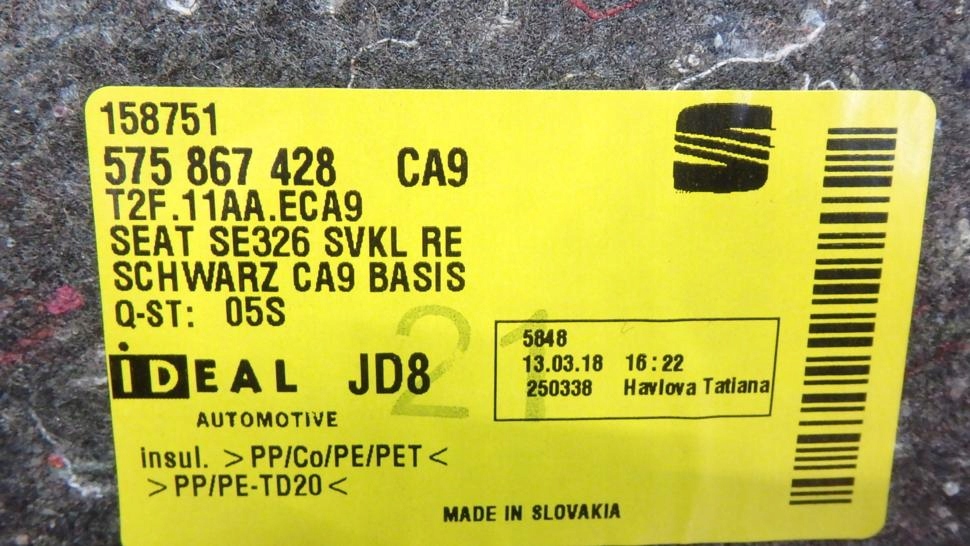 158751
575 867 428 CA9
T2F.11AA.ECA9
SEAT SE326 SVKL RE
SCHWARZ CA9 BASIS
Q-ST: 05S
21
iDEAL JD8
AUTOMOTIVE
5848
13.03.18 16:22
250338 Havlova Tatiana
insul. >PP/Co/PE/PET<
>PP/PE-TD20<
MADE IN SLOVAKIA